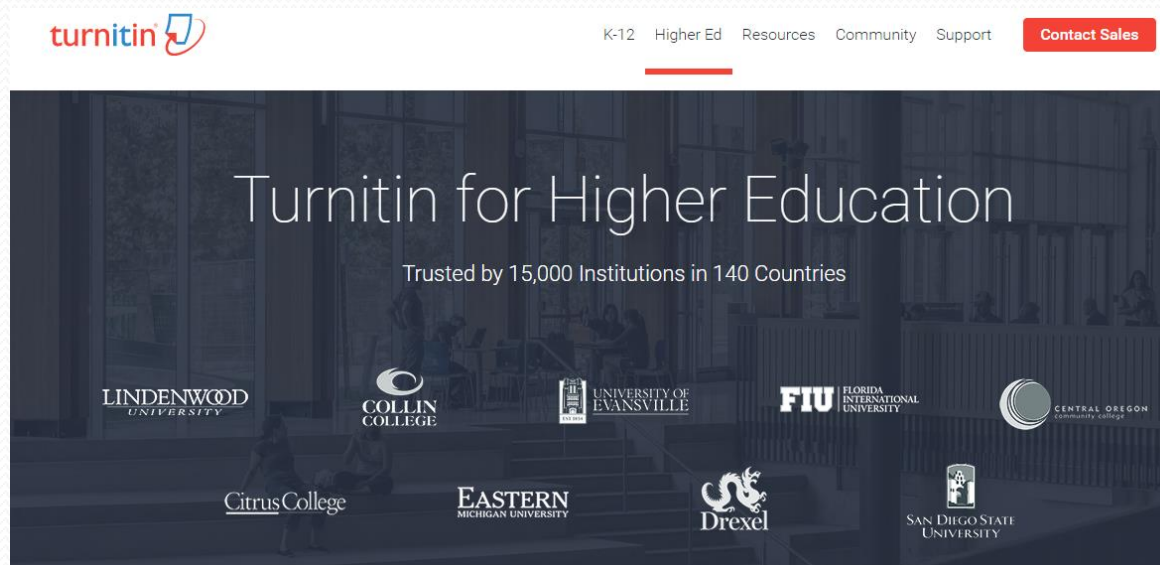 turnitin
K-12 Higher Ed Resources Community Support Contact Sales
Turnitin for Higher Education
Trusted by 15,000 Institutions in 140 Countries
LINDENWOOD
UNIVERSITY
COLLIN
COLLEGE
UNIVERSITY OF
EVANSVILLE
FIU FLORIDA
INTERNATIONAL
UNIVERSITY
CENTRAL OREGON
community college
Citrus College
EASTERN
MICHIGAN UNIVERSITY
Drexel
SAN DIEGO STATE
UNIVERSITY